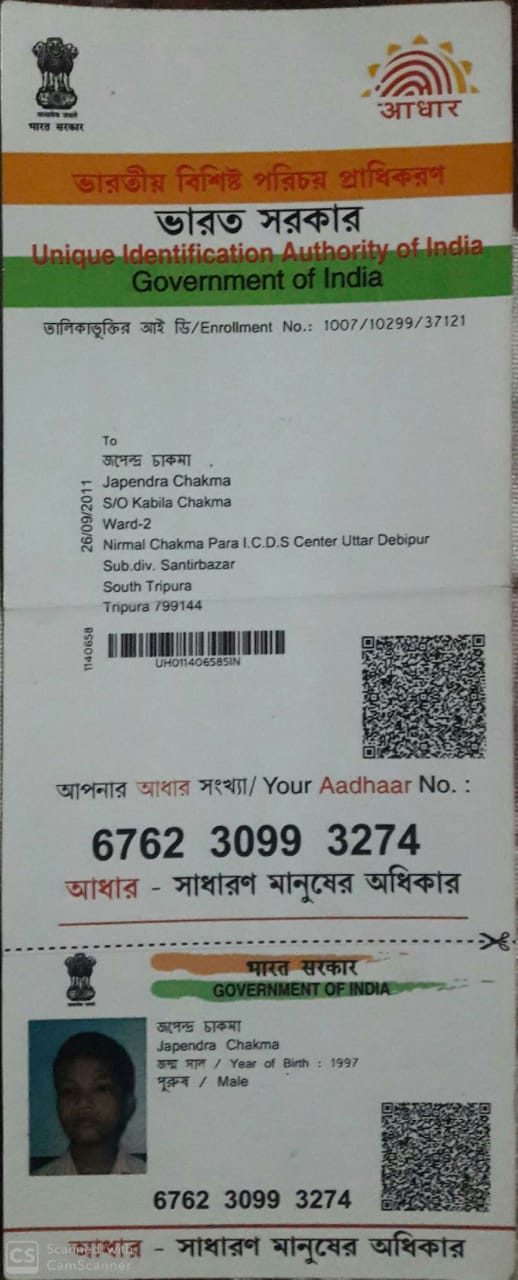 सत्यमेव जयते
भारत सरकार
आधार
ভারতীয় বিশিষ্ট পরিচয় প্রাধিকরণ
ভারত সরকার
Unique Identification Authority of India
Government of India
তালিকাভুক্তির আই ডি/Enrollment No.: 1007/10299/37121
To
জপেন্দ্র চাকমা
Japendra Chakma
S/O Kabila Chakma
Ward-2
Nirmal Chakma Para I.C.D.S Center Uttar Debipur
Sub.div. Santirbazar
South Tripura
Tripura 799144
26/09/2011
1140658
UH011406585IN
আপনার আধার সংখ্যা/ Your Aadhaar No. :
6762 3099 3274
আধার - সাধারণ মানুষের অধিকার
भारत सरकार
GOVERNMENT OF INDIA
জপেন্দ্র চাকমা
Japendra Chakma
জন্ম সাল / Year of Birth : 1997
পুরুষ / Male
6762 3099 3274
আধার - সাধারণ মানুষের অধিকার
CS Scanned with
CamScanner